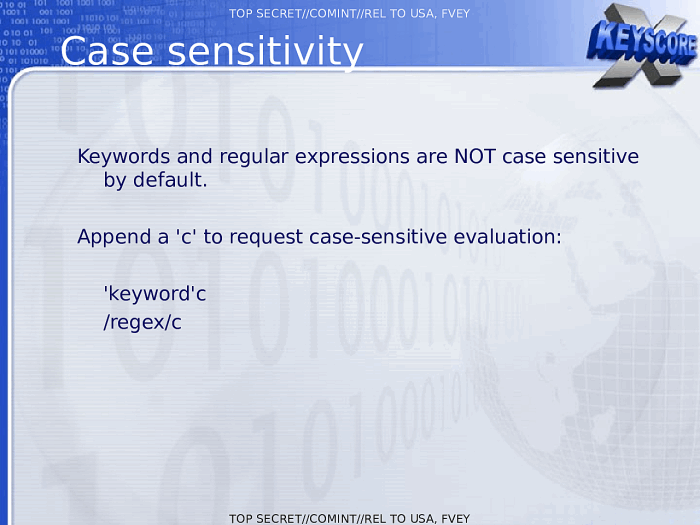 TOP SECRET//COMINT//REL TO USA, FVEY
Case sensitivity
X
KEYSCORE
Keywords and regular expressions are NOT case sensitive
by default.
Append a 'c' to request case-sensitive evaluation:
'keyword'c
/regex/c
TOP SECRET//COMINT//REL TO USA, FVEY